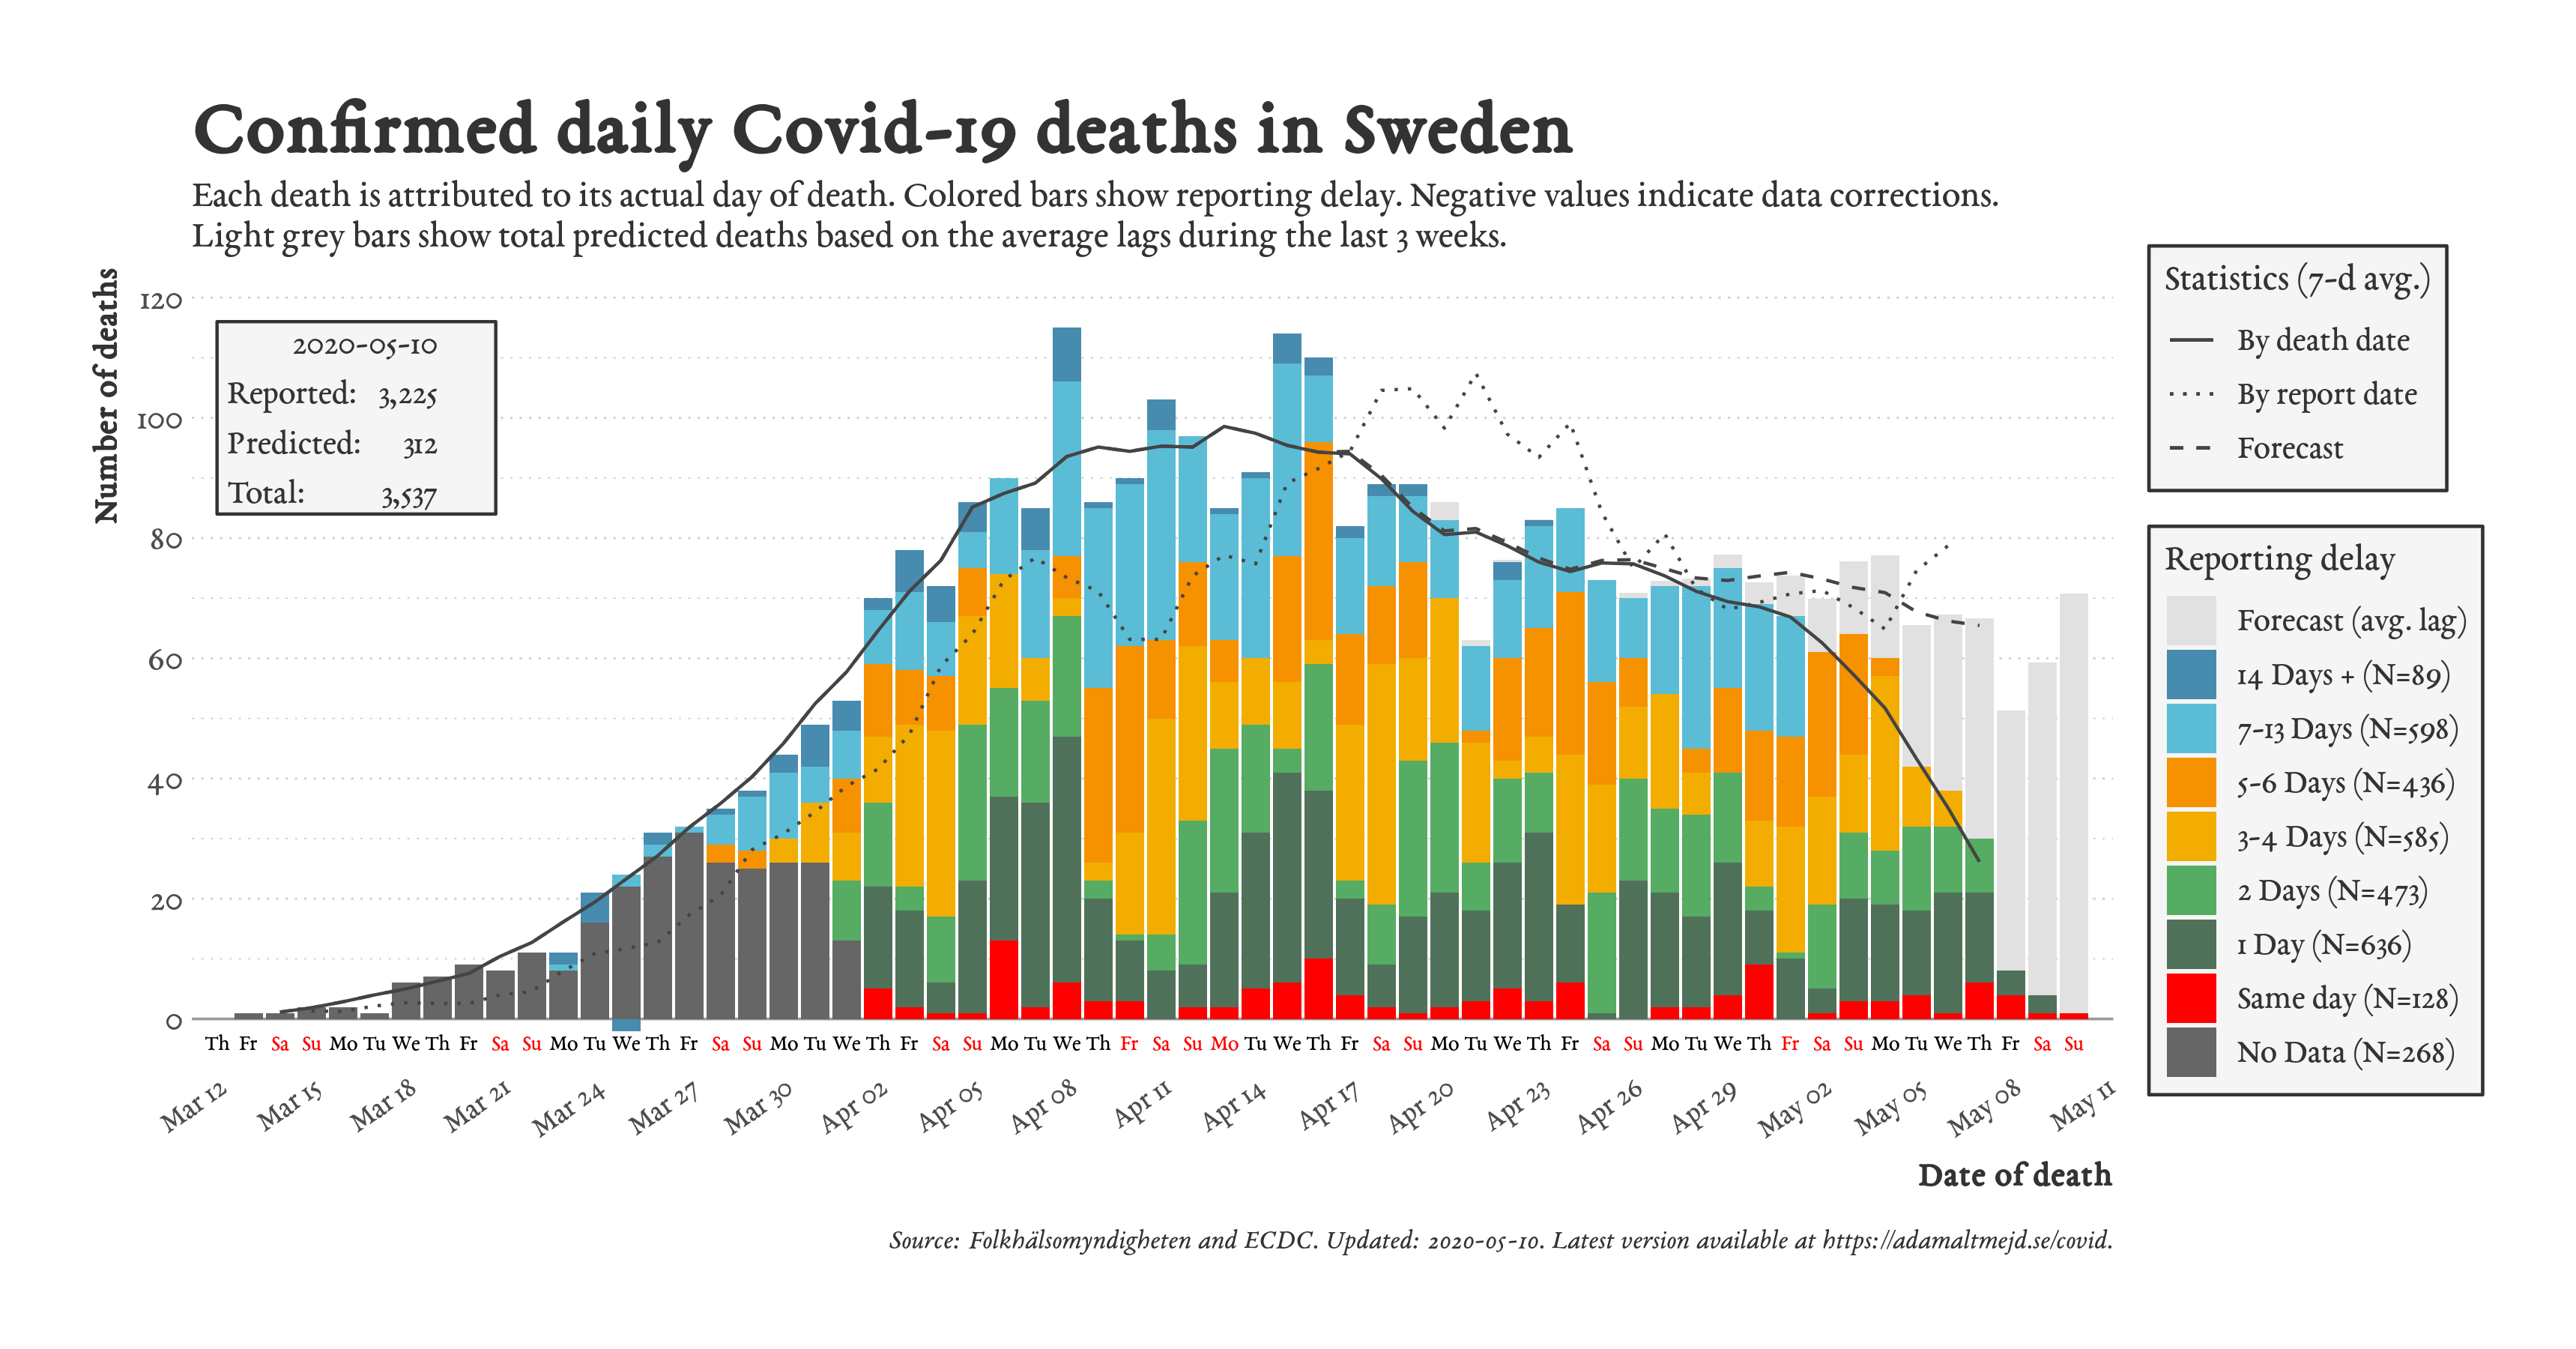 Confirmed daily Covid-19 deaths in Sweden
Each death is attributed to its actual day of death. Colored bars show reporting delay. Negative values indicate data corrections.
Light grey bars show total predicted deaths based on the average lags during the last 3 weeks.
Number of deaths
120
100
80
60
40
20
0
2020-05-10
Reported: 3,225
Predicted: 312
Total: 3,537
Statistics (7-d avg.)
By death date
By report date
Forecast
Reporting delay
Forecast (avg. lag)
14 Days + (N=89)
7-13 Days (N=598)
5-6 Days (N=436)
3-4 Days (N=585)
2 Days (N=473)
1 Day (N=636)
Same day (N=128)
No Data (N=268)
Th Fr Sa Su Mo Tu We Th Fr Sa Su Mo Tu We Th Fr Sa Su Mo Tu We Th Fr Sa Su Mo Tu We Th Fr Sa Su Mo Tu We Th Fr Sa Su Mo Tu We Th Fr Sa Su Mo Tu We Th Fr Sa Su Mo Tu We Th Fr Sa Su
Mar 12 Mar 15 Mar 18 Mar 21 Mar 24 Mar 27 Mar 30 Apr 02 Apr 05 Apr 08 Apr 11 Apr 14 Apr 17 Apr 20 Apr 23 Apr 26 Apr 29 May 02 May 05 May 08 May 11
Date of death
Source: Folkhälsomyndigheten and ECDC. Updated: 2020-05-10. Latest version available at https://adamaltmejd.se/covid.